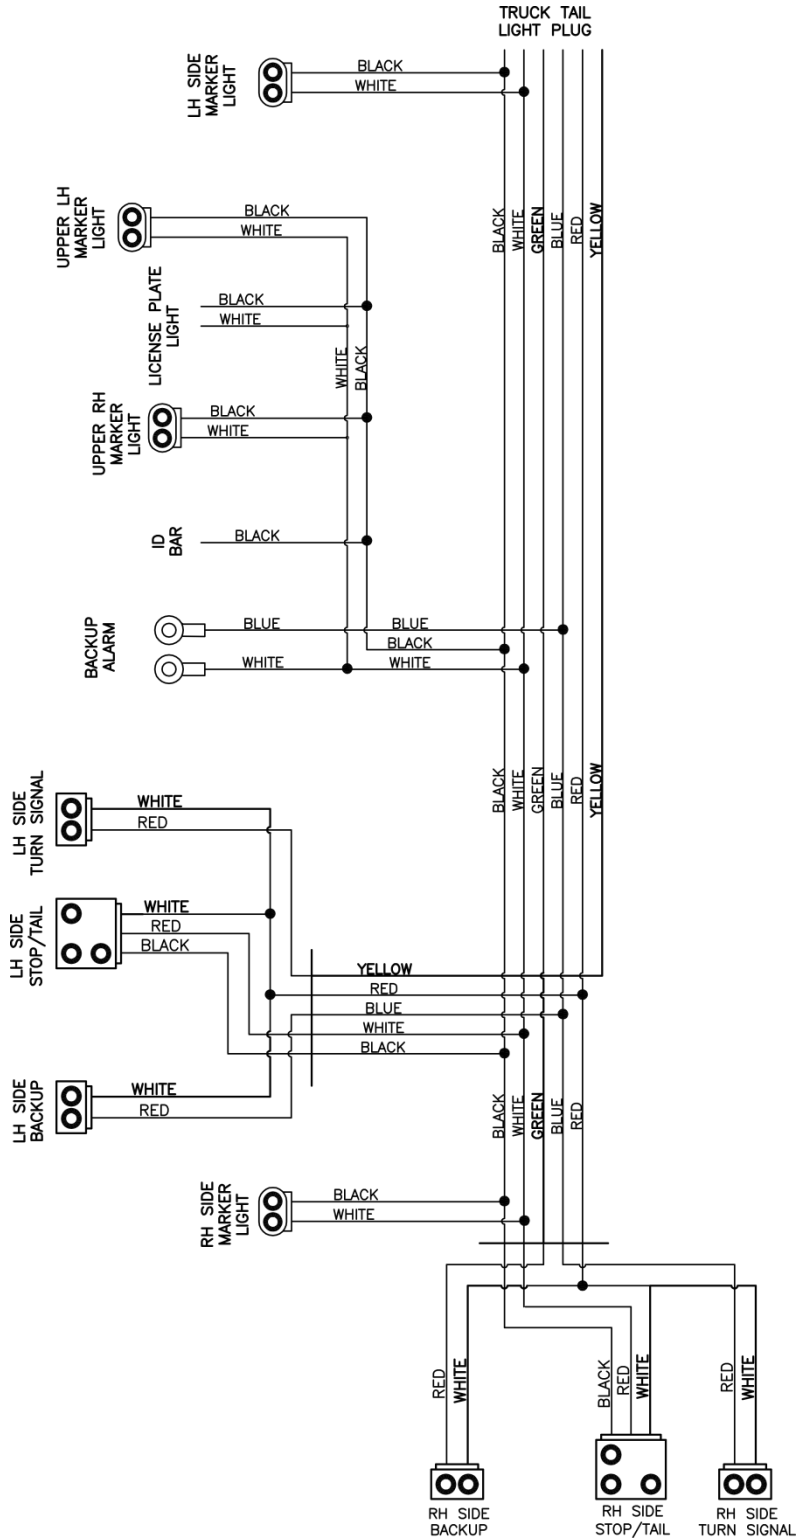 TRUCK TAIL
LIGHT PLUG
LH SIDE
MARKER
LIGHT
BLACK
WHITE
UPPER LH
MARKER
LIGHT
BLACK
WHITE
BLACK
WHITE
GREEN
BLUE
RED
YELLOW
LICENSE PLATE
LIGHT
BLACK
WHITE
WHITE
BLACK
UPPER RH
MARKER
LIGHT
BLACK
WHITE
ID
BAR
BLACK
BACKUP
ALARM
BLUE
BLUE
BLACK
WHITE
WHITE
BLACK
WHITE
GREEN
BLUE
RED
YELLOW
LH SIDE
TURN SIGNAL
WHITE
RED
LH SIDE
STOP/TAIL
WHITE
RED
BLACK
YELLOW
RED
BLUE
WHITE
BLACK
LH SIDE
BACKUP
WHITE
RED
BLACK
WHITE
GREEN
BLUE
RED
RH SIDE
MARKER
LIGHT
BLACK
WHITE
RED
WHITE
BLACK
RED
WHITE
RED
WHITE
RH SIDE
BACKUP
RH SIDE
STOP/TAIL
RH SIDE
TURN SIGNAL